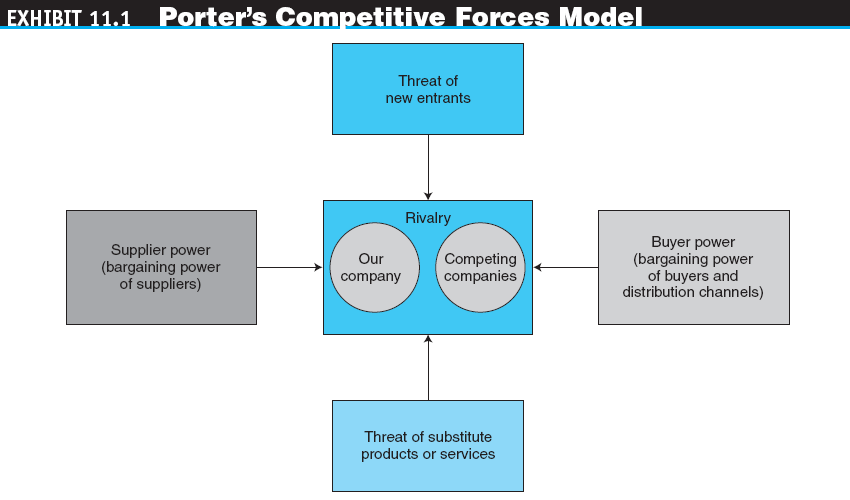 EXHIBIT 11.1 Porter's Competitive Forces Model
Threat of
new entrants
Supplier power
(bargaining power
of suppliers)
Rivalry
Our
company
Competing
companies
Buyer power
(bargaining power
of buyers and
distribution channels)
Threat of substitute
products or services